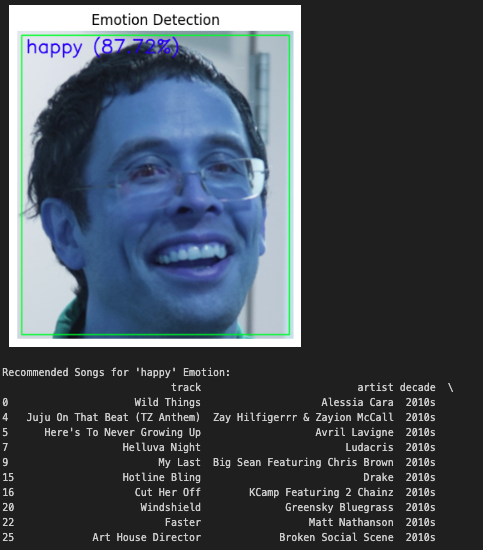 Emotion Detection
happy (87.72%)
Recommended Songs for 'happy' Emotion:
track artist decade \
0 Wild Things Alessia Cara 2010s
4 Juju On That Beat (TZ Anthem) Zay Hilfigerrr & Zayion McCall 2010s
5 Here's To Never Growing Up Avril Lavigne 2010s
7 Helluva Night Ludacris 2010s
9 My Last Big Sean Featuring Chris Brown 2010s
15 Hotline Bling Drake 2010s
16 Cut Her Off KCamp Featuring 2 Chainz 2010s
20 Windshield Greensky Bluegrass 2010s
22 Faster Matt Nathanson 2010s
25 Art House Director Broken Social Scene 2010s